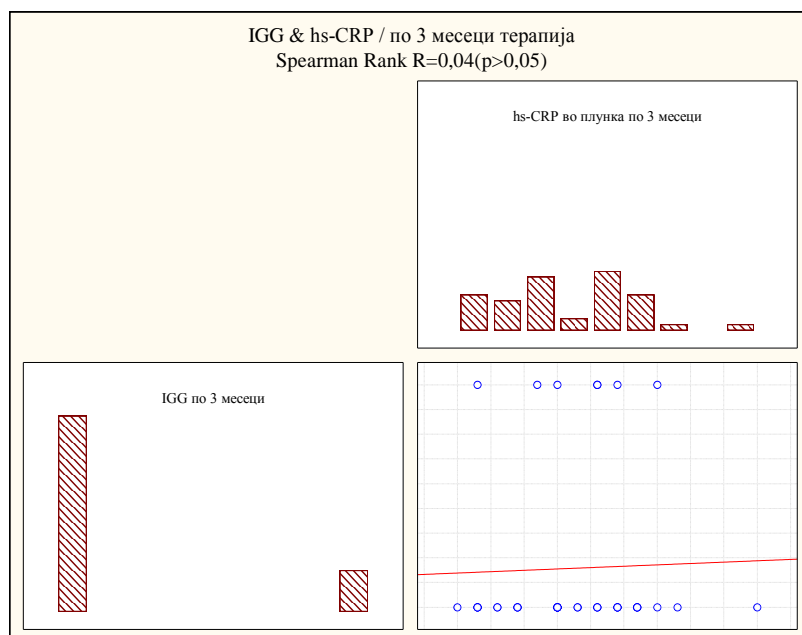 IGG & hs-CRP / по 3 месеци терапија
Spearman Rank R=0,04(p>0,05)
hs-CRP во плунка по 3 месеци
IGG по 3 месеци